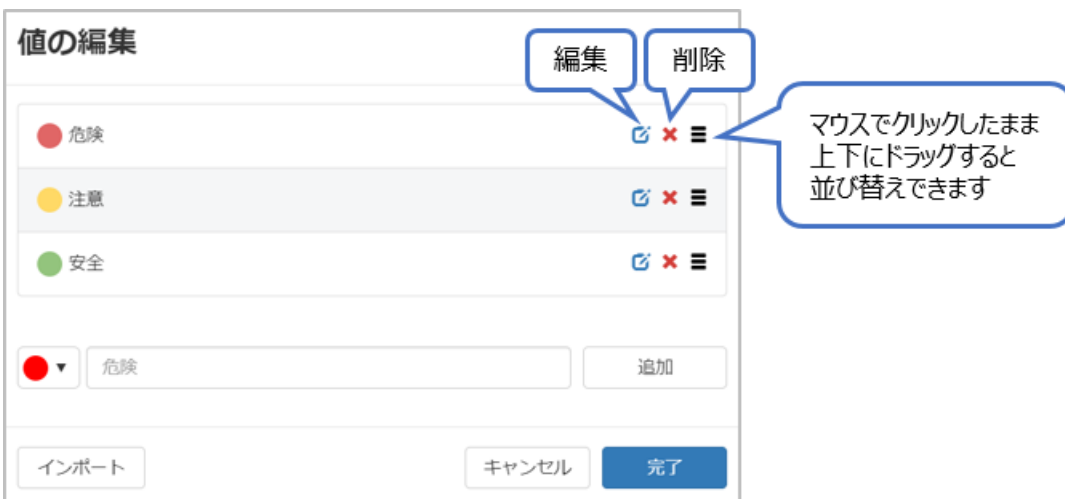 値の編集
編集
削除
危険
マウスでクリックしたまま
上下にドラッグすると
並び替えできます
注意
安全
危険
追加
インポート
キャンセル
完了